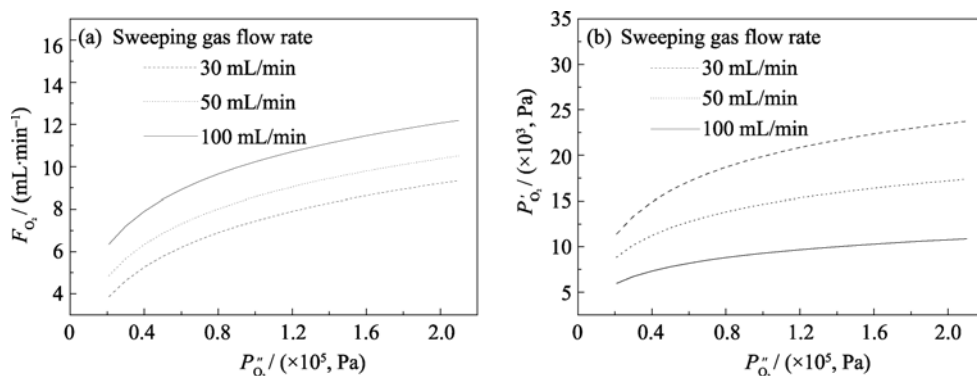 (a) Sweeping gas flow rate
30 mL/min
50 mL/min
100 mL/min
16
14
12
10
8
6
4
F_O₂ / (mL·min⁻¹)
0 0.4 0.8 1.2 1.6 2.0
P″_O₂ / (×10⁵, Pa)
(b) Sweeping gas flow rate
30 mL/min
50 mL/min
100 mL/min
35
30
25
20
15
10
5
P′_O₂ / (×10³, Pa)
0 0.4 0.8 1.2 1.6 2.0
P″_O₂ / (×10⁵, Pa)